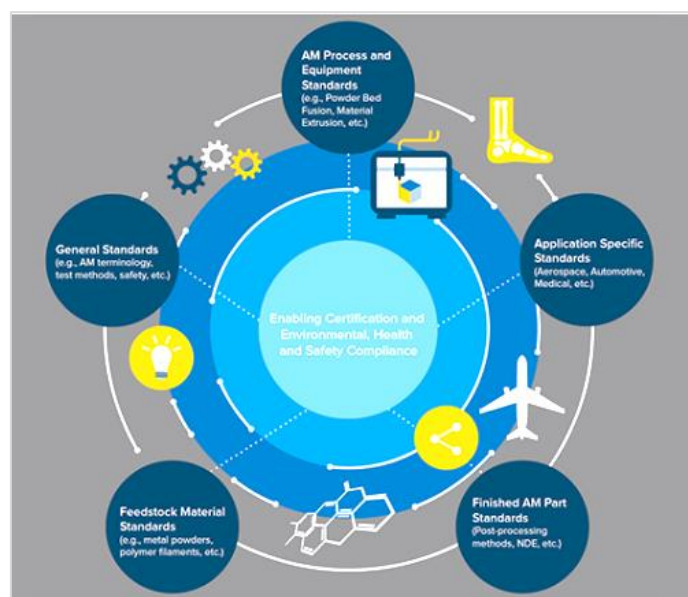 AM Process and
Equipment
Standards
(e.g., Powder Bed
Fusion, Material
Extrusion, etc.)
General Standards
(e.g., AM terminology,
test methods, safety, etc.)
Application Specific
Standards
(Aerospace, Automotive,
Medical, etc.)
Enabling Certification and
Environmental, Health
and Safety Compliance
Feedstock Material
Standards
(e.g., metal powders,
polymer filaments, etc.)
Finished AM Part
Standards
(Post-processing
methods, NDE, etc.)